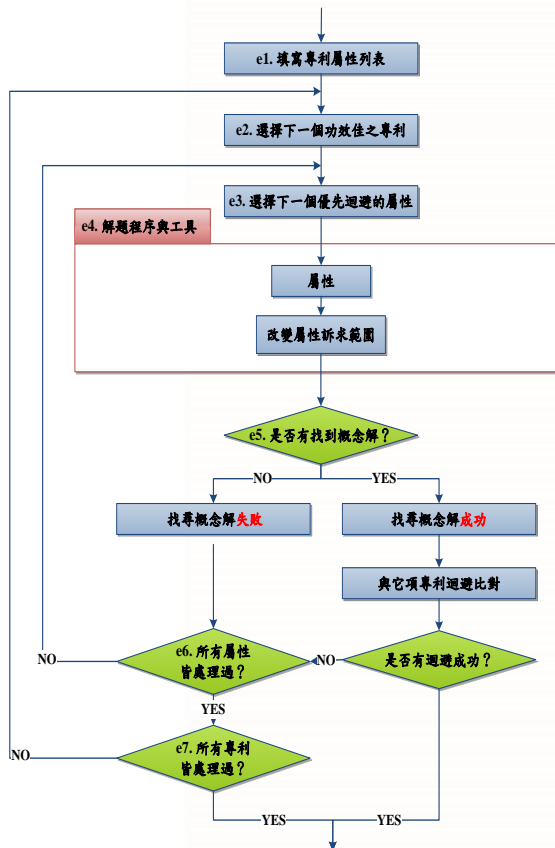 e1. 填寫專利屬性列表
e2. 選擇下一個功效佳之專利
e3. 選擇下一個優先迴避的屬性
e4. 解題程序與工具
屬性
改變屬性訴求範圍
e5. 是否有找到概念解？
NO
YES
找尋概念解失敗
找尋概念解成功
與它項專利迴避比對
e6. 所有屬性
皆處理過？
NO
NO
是否有迴避成功？
YES
e7. 所有專利
皆處理過？
NO
YES
YES